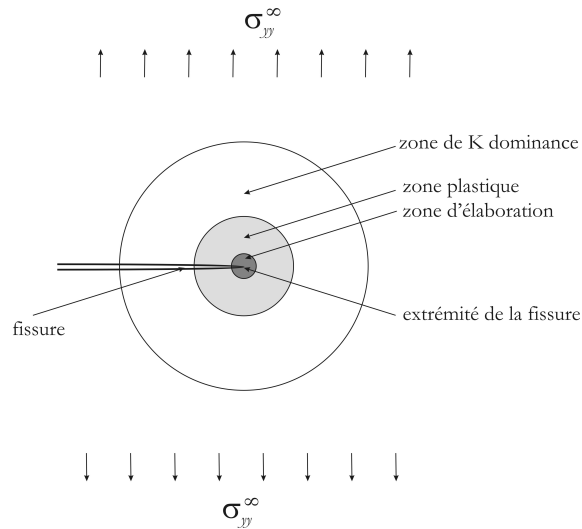 σ_yy^∞
zone de K dominance
zone plastique
zone d'élaboration
extrémité de la fissure
fissure
σ_yy^∞